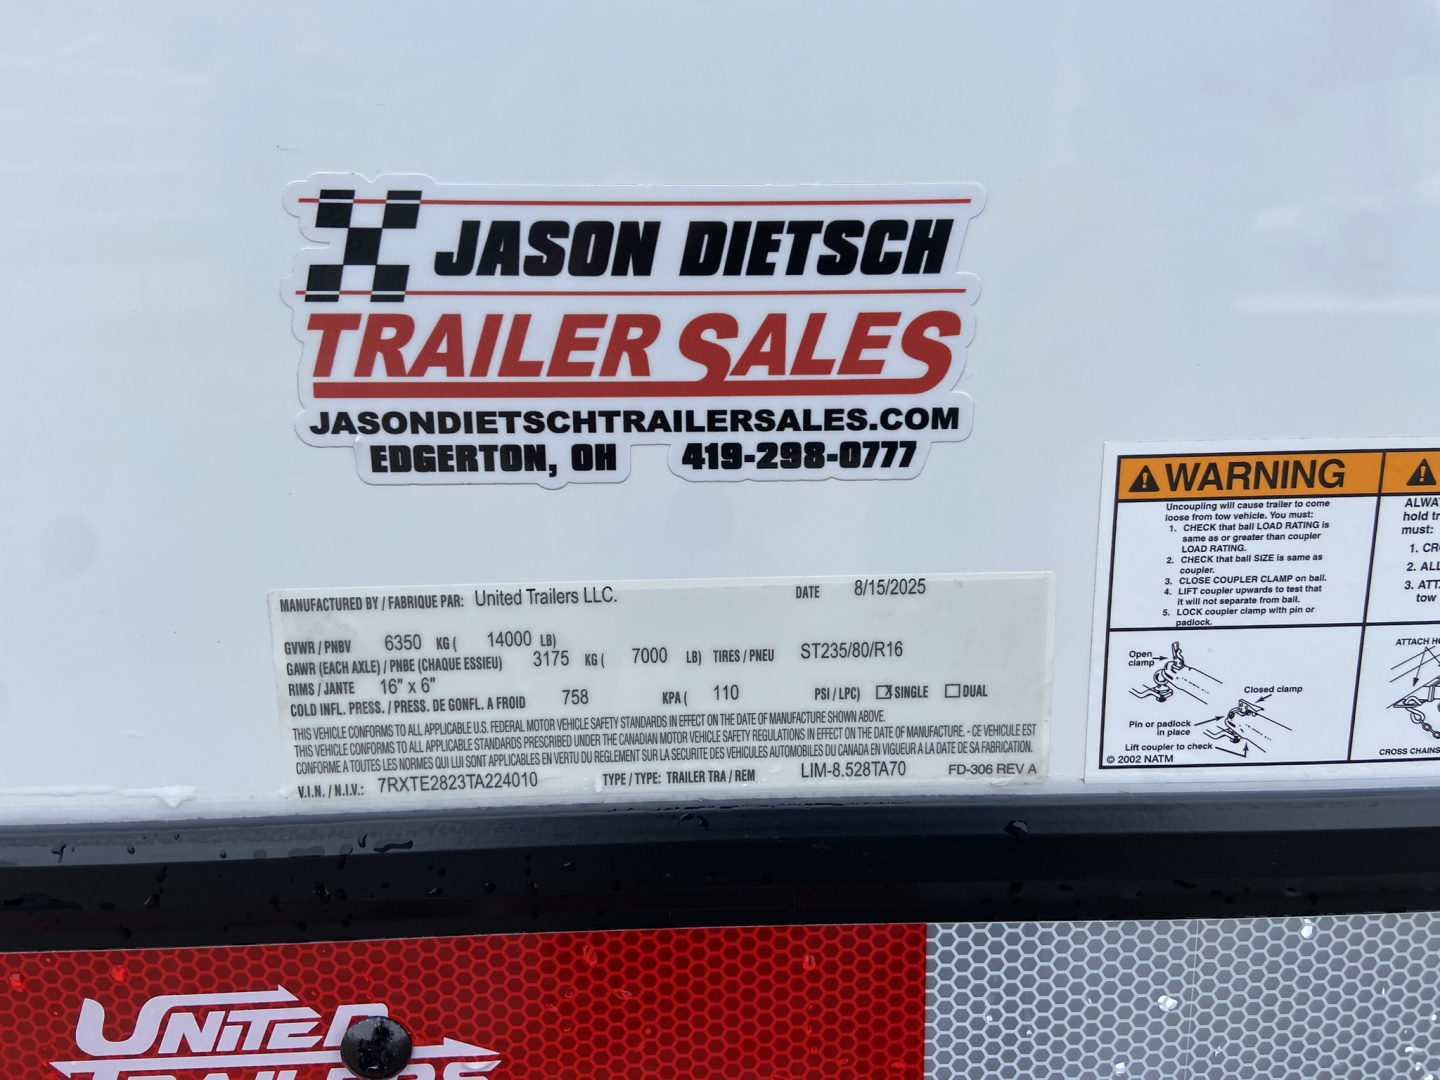 JASON DIETSCH
TRAILER SALES
JASONDIETSCHTRAILERSALES.COM
EDGERTON, OH 419-298-0777
MANUFACTURED BY / FABRIQUE PAR: United Trailers LLC. DATE 8/15/2025
GVWR / PNBV 6350 KG ( 14000 LB)
GAWR (EACH AXLE) / PNBE (CHAQUE ESSIEU) 3175 KG ( 7000 LB) TIRES / PNEU ST235/80/R16
RIMS / JANTE 16" x 6"
COLD INFL. PRESS. / PRESS. DE GONFL. A FROID 758 KPA ( 110 PSI / LPC) ☒ SINGLE ☐ DUAL
THIS VEHICLE CONFORMS TO ALL APPLICABLE U.S. FEDERAL MOTOR VEHICLE SAFETY STANDARDS IN EFFECT ON THE DATE OF MANUFACTURE SHOWN ABOVE.
THIS VEHICLE CONFORMS TO ALL APPLICABLE STANDARDS PRESCRIBED UNDER THE CANADIAN MOTOR VEHICLE SAFETY REGULATIONS IN EFFECT ON THE DATE OF MANUFACTURE. - CE VEHICULE EST
CONFORME A TOUTES LES NORMES QUI LUI SONT APPLICABLES EN VERTU DU REGLEMENT SUR LA SECURITE DES VEHICULES AUTOMOBILES DU CANADA EN VIGUEUR A LA DATE DE SA FABRICATION.
V.I.N. / N.I.V.: 7RXTE2823TA224010 TYPE / TYPE: TRAILER TRA / REM LIM-8.528TA70 FD-306 REV A
WARNING
Uncoupling will cause trailer to come
loose from tow vehicle. You must:
1. CHECK that ball LOAD RATING is
same as or greater than coupler
LOAD RATING.
2. CHECK that ball SIZE is same as
coupler.
3. CLOSE COUPLER CLAMP on ball.
4. LIFT coupler upwards to test that
it will not separate from ball.
5. LOCK coupler clamp with pin or
padlock.
Open
clamp
Closed clamp
Pin or padlock
in place
Lift coupler to check
© 2002 NATM
hold
must:
1.
2.
3.
tow
ATTACH
CROSS CHAINS
UNITED
TRAILERS